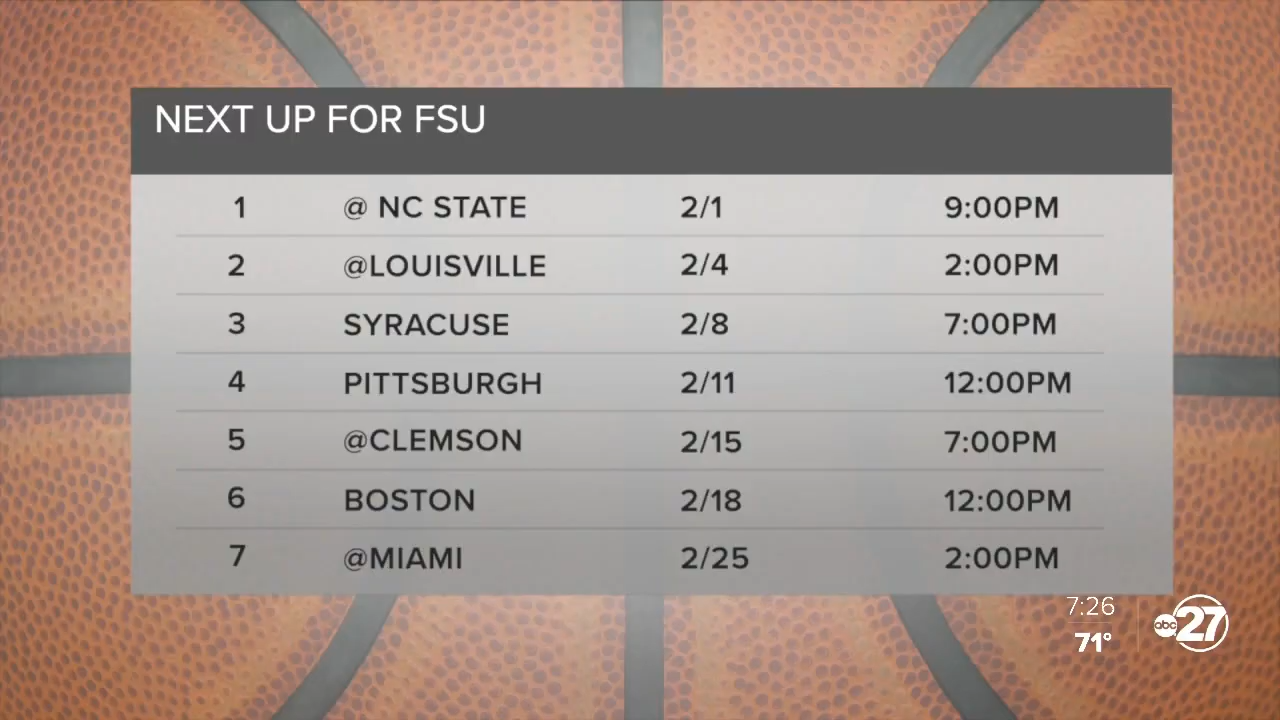 NEXT UP FOR FSU
1 @ NC STATE 2/1 9:00PM
2 @LOUISVILLE 2/4 2:00PM
3 SYRACUSE 2/8 7:00PM
4 PITTSBURGH 2/11 12:00PM
5 @CLEMSON 2/15 7:00PM
6 BOSTON 2/18 12:00PM
7 @MIAMI 2/25 2:00PM
7:26
71°
abc 27